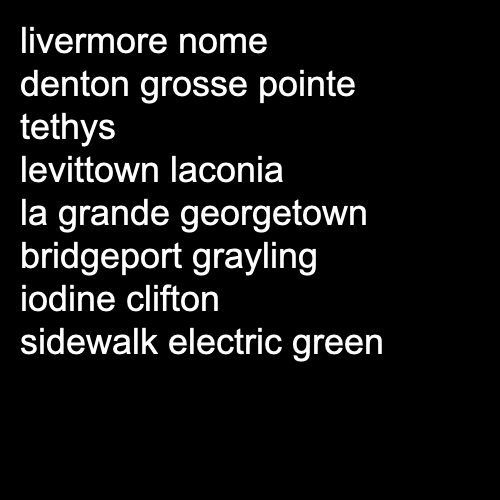 livermore nome
denton grosse pointe
tethys
levittown laconia
la grande georgetown
bridgeport grayling
iodine clifton
sidewalk electric green